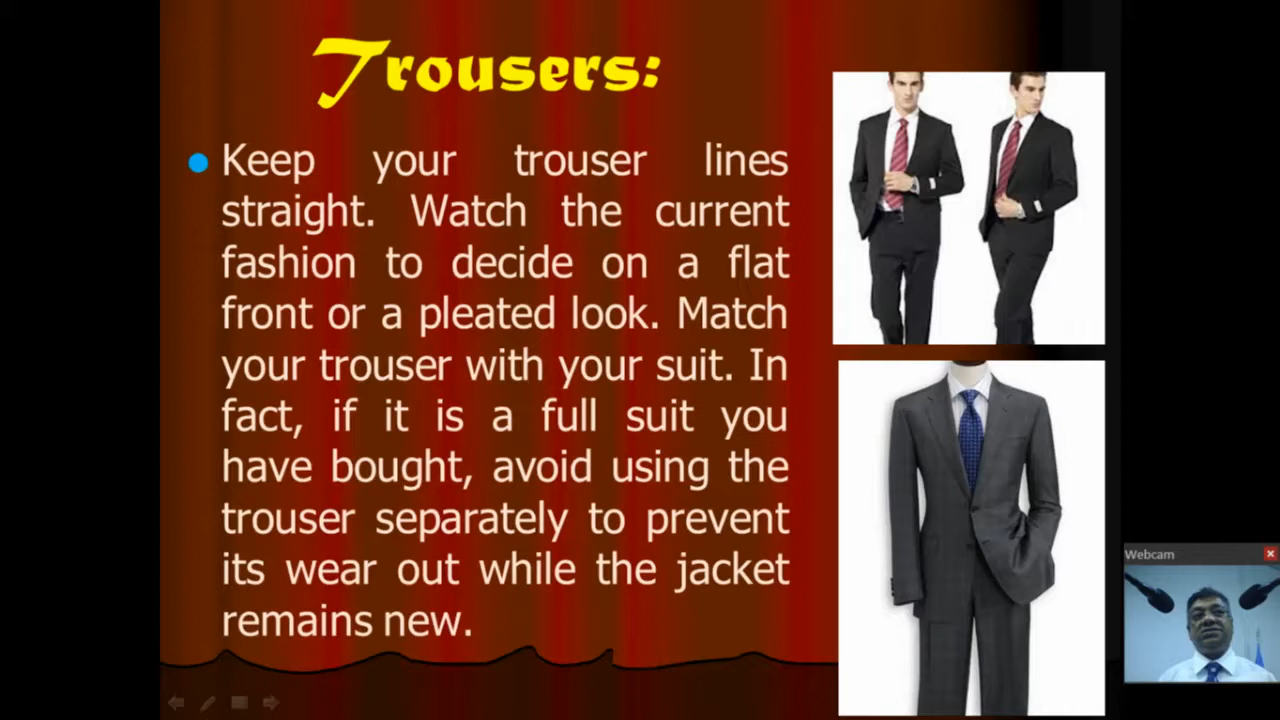 Trousers:
Keep your trouser lines
straight. Watch the current
fashion to decide on a flat
front or a pleated look. Match
your trouser with your suit. In
fact, if it is a full suit you
have bought, avoid using the
trouser separately to prevent
its wear out while the jacket
remains new.
Webcam